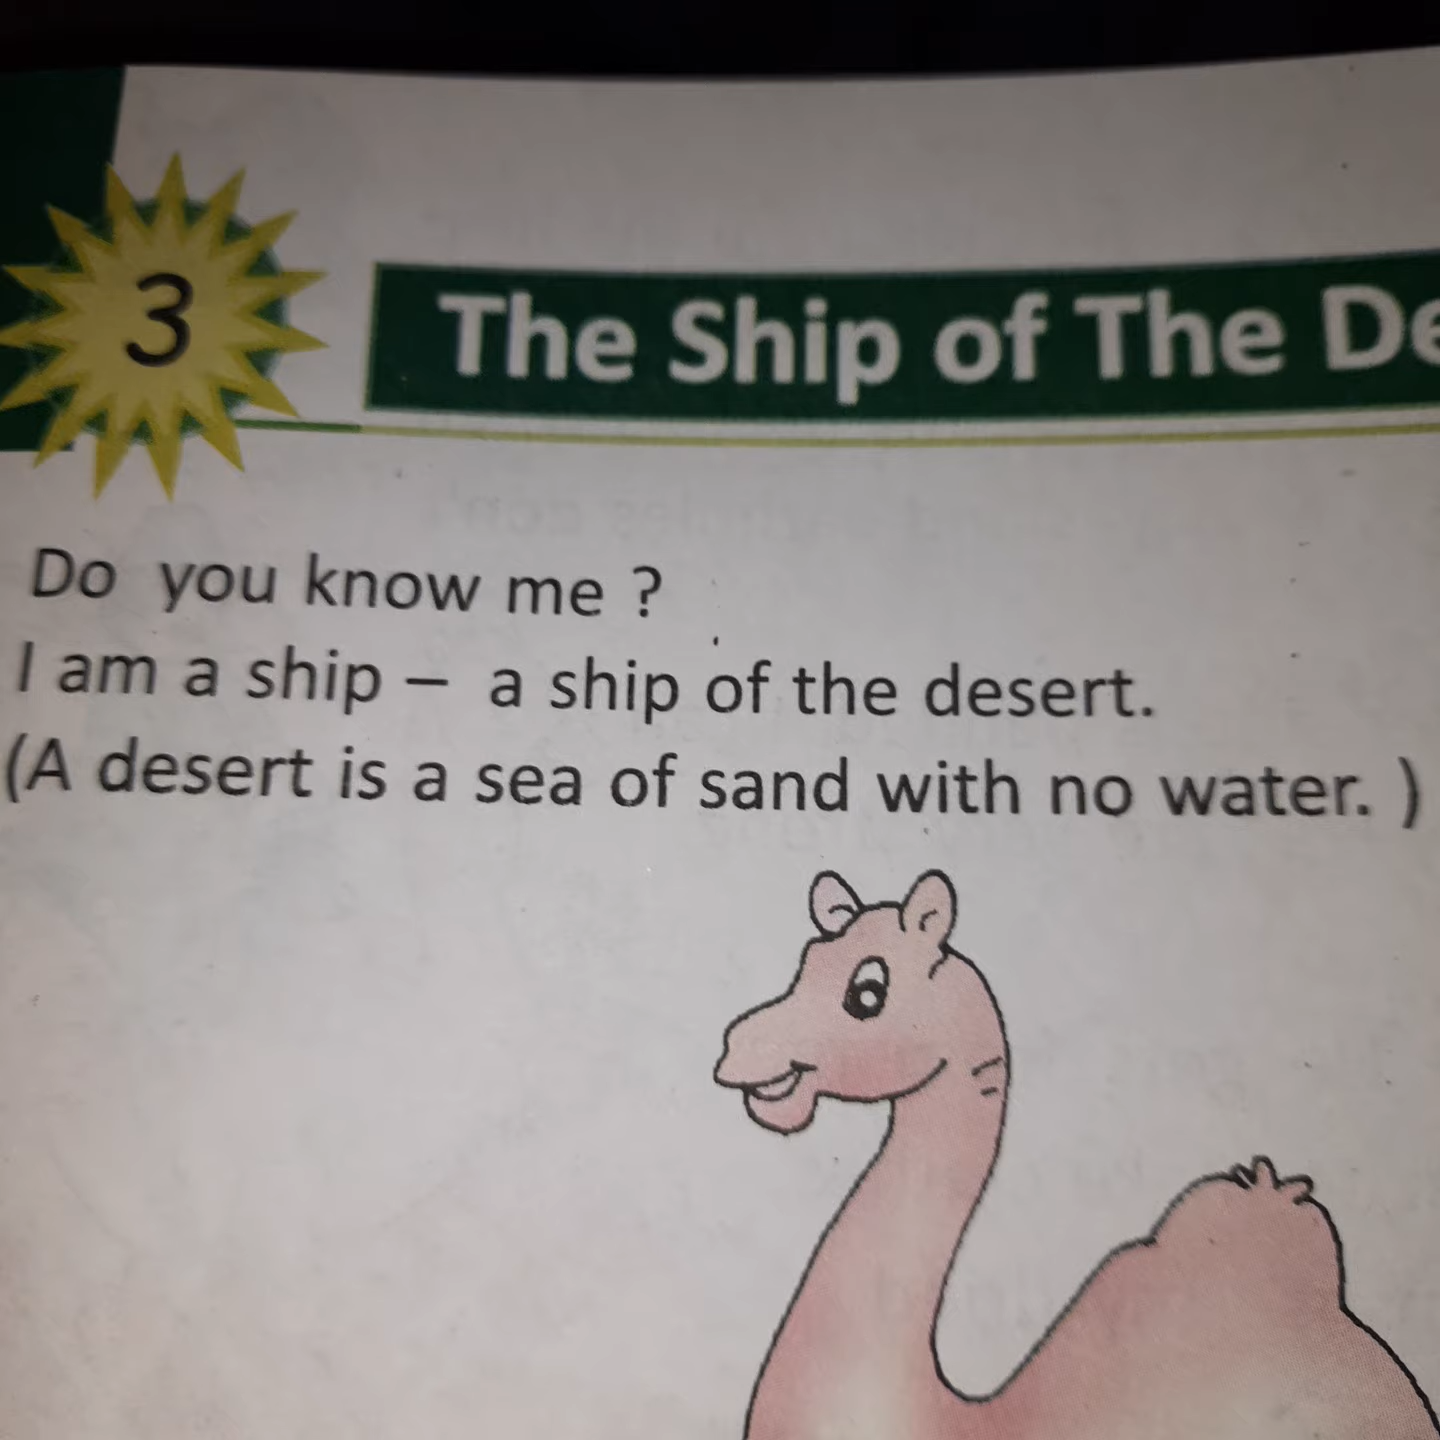 3
The Ship of The De
Do you know me ?
I am a ship – a ship of the desert.
(A desert is a sea of sand with no water. )